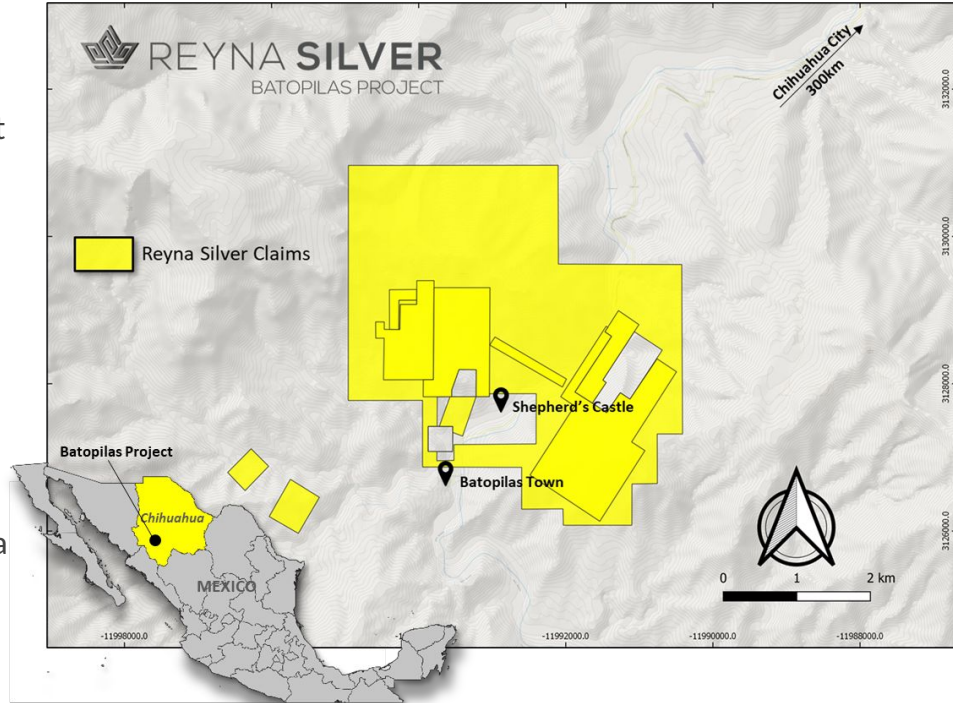 REYNA SILVER
BATOPILAS PROJECT
Chihuahua City
300km
3132000.0
t
Reyna Silver Claims
3130000.0
3128000.0
Shepherd's Castle
Batopilas Project
Batopilas Town
Chihuahua
3126000.0
a
MEXICO
0 1 2 km
-11998000.0
-11992000.0
-11990000.0
-11988000.0